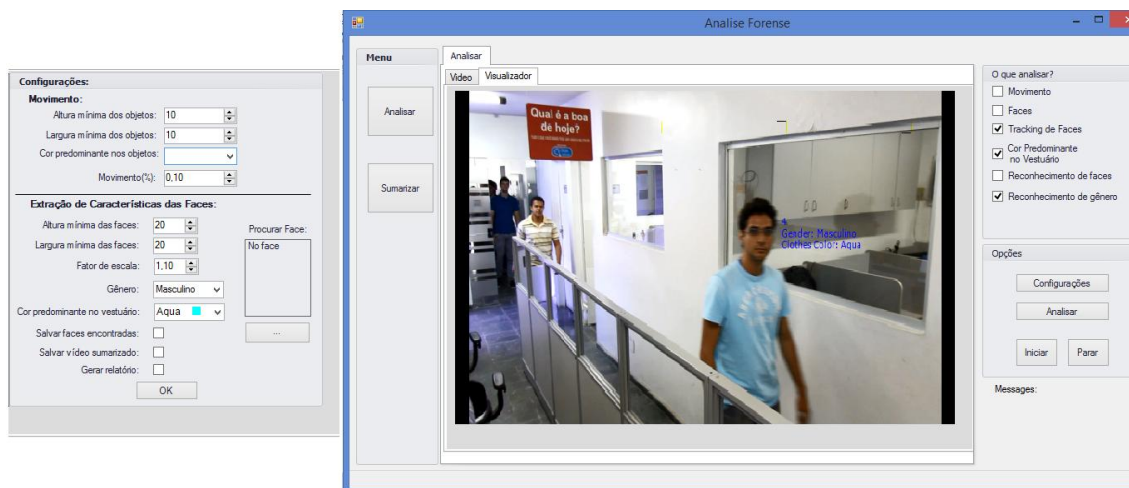 Configurações:
Movimento:
Altura mínima dos objetos: 10
Largura mínima dos objetos: 10
Cor predominante nos objetos:
Movimento(%): 0,10
Extração de Características das Faces:
Altura mínima das faces: 20
Procurar Face:
Largura mínima das faces: 20
No face
Fator de escala: 1,10
Gênero: Masculino
Cor predominante no vestuário: Aqua
Salvar faces encontradas:
...
Salvar vídeo sumarizado:
Gerar relatório:
OK
Analise Forense
Menu
Analisar
Sumarizar
Analisar
Video Visualizador
Qual é a boa
de hoje?
4
Gender: Masculino
Clothes Color: Aqua
O que analisar?
Movimento
Faces
Tracking de Faces
Cor Predominante
no Vestuário
Reconhecimento de faces
Reconhecimento de gênero
Opções
Configurações
Analisar
Iniciar Parar
Messages: